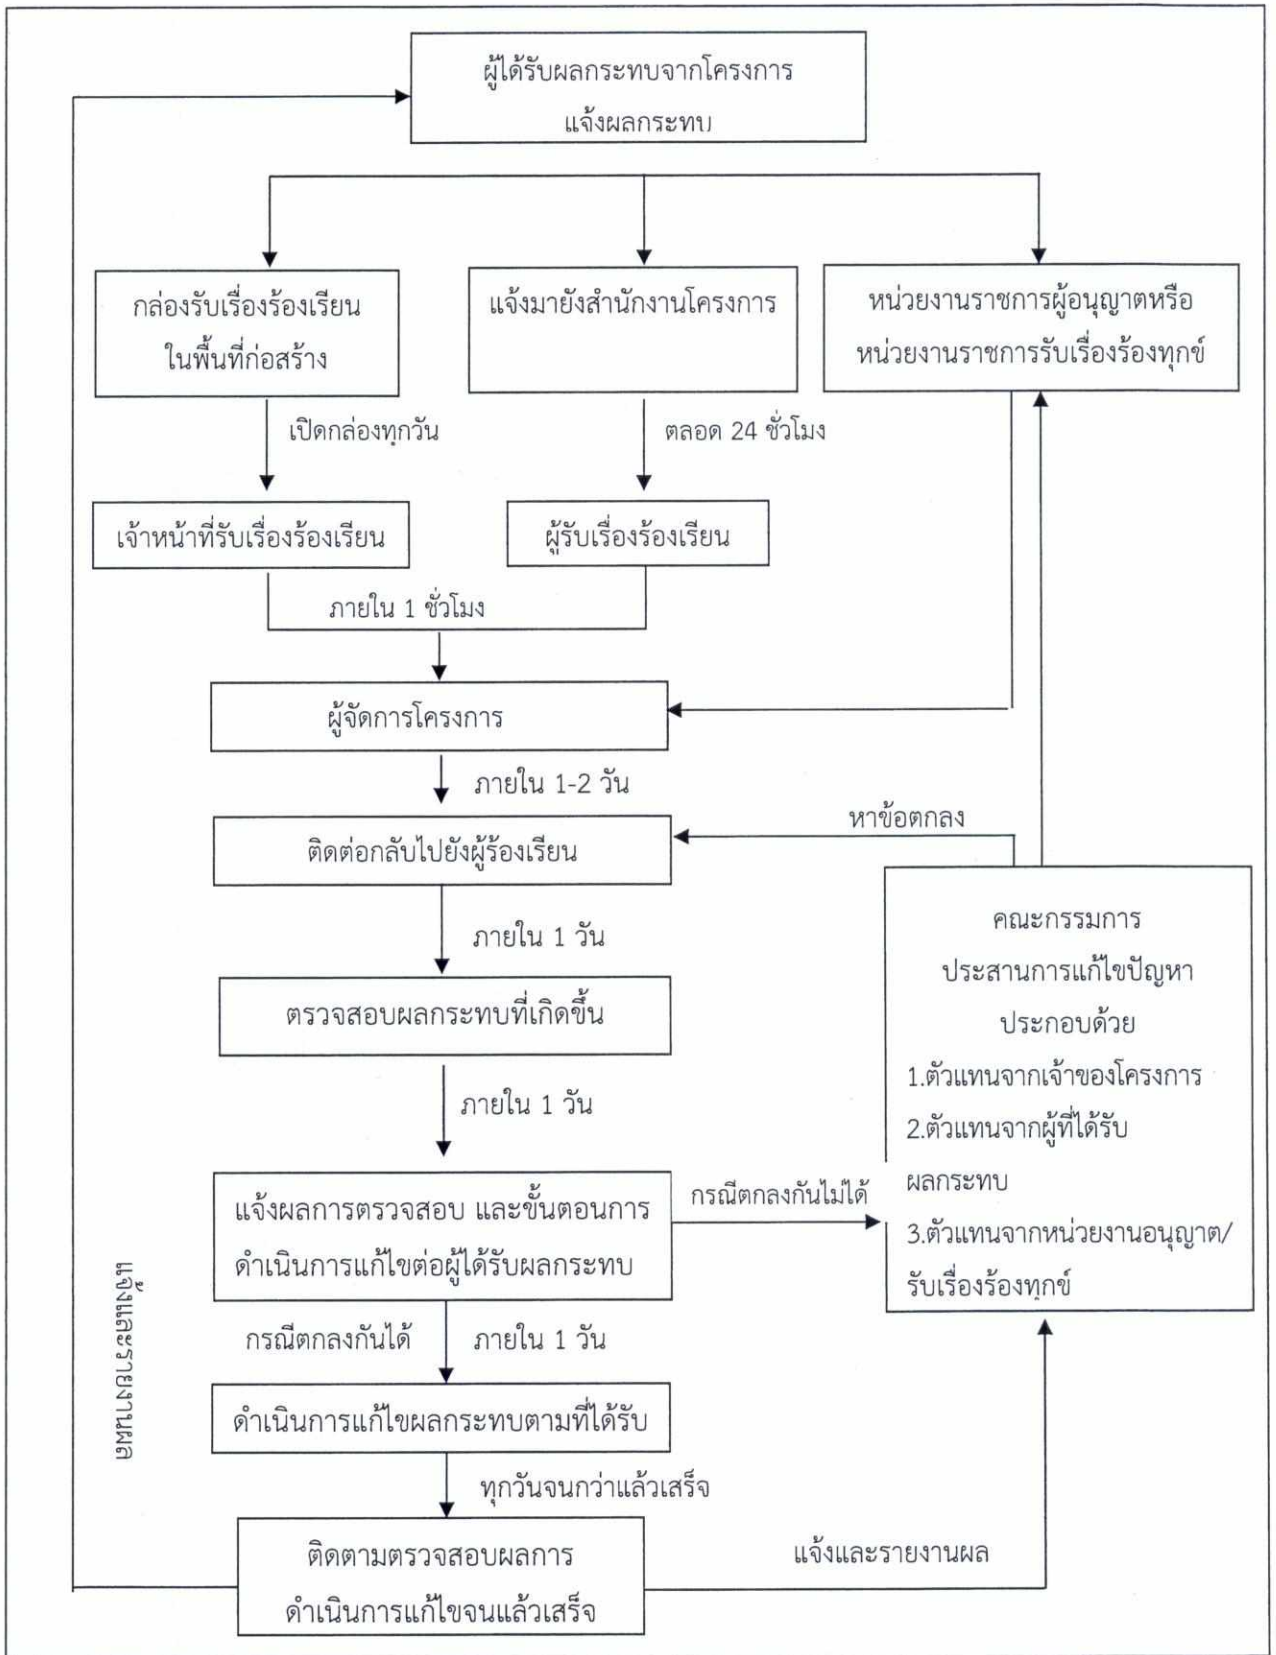 ผู้ได้รับผลกระทบจากโครงการ
แจ้งผลกระทบ
กล่องรับเรื่องร้องเรียน
ในพื้นที่ก่อสร้าง
แจ้งมายังสำนักงานโครงการ
หน่วยงานราชการผู้อนุญาตหรือ
หน่วยงานราชการรับเรื่องร้องทุกข์
เปิดกล่องทุกวัน
ตลอด 24 ชั่วโมง
เจ้าหน้าที่รับเรื่องร้องเรียน
ผู้รับเรื่องร้องเรียน
ภายใน 1 ชั่วโมง
ผู้จัดการโครงการ
ภายใน 1-2 วัน
หาข้อตกลง
ติดต่อกลับไปยังผู้ร้องเรียน
ภายใน 1 วัน
ตรวจสอบผลกระทบที่เกิดขึ้น
ภายใน 1 วัน
คณะกรรมการ
ประสานการแก้ไขปัญหา
ประกอบด้วย
1.ตัวแทนจากเจ้าของโครงการ
2.ตัวแทนจากผู้ที่ได้รับ
ผลกระทบ
3.ตัวแทนจากหน่วยงานอนุญาต/
รับเรื่องร้องทุกข์
แจ้งผลการตรวจสอบ และขั้นตอนการ
ดำเนินการแก้ไขต่อผู้ได้รับผลกระทบ
กรณีตกลงกันไม่ได้
กรณีตกลงกันได้
ภายใน 1 วัน
ดำเนินการแก้ไขผลกระทบตามที่ได้รับ
ทุกวันจนกว่าแล้วเสร็จ
ติดตามตรวจสอบผลการ
ดำเนินการแก้ไขจนแล้วเสร็จ
แจ้งและรายงานผล
แจ้งและรายงานผล